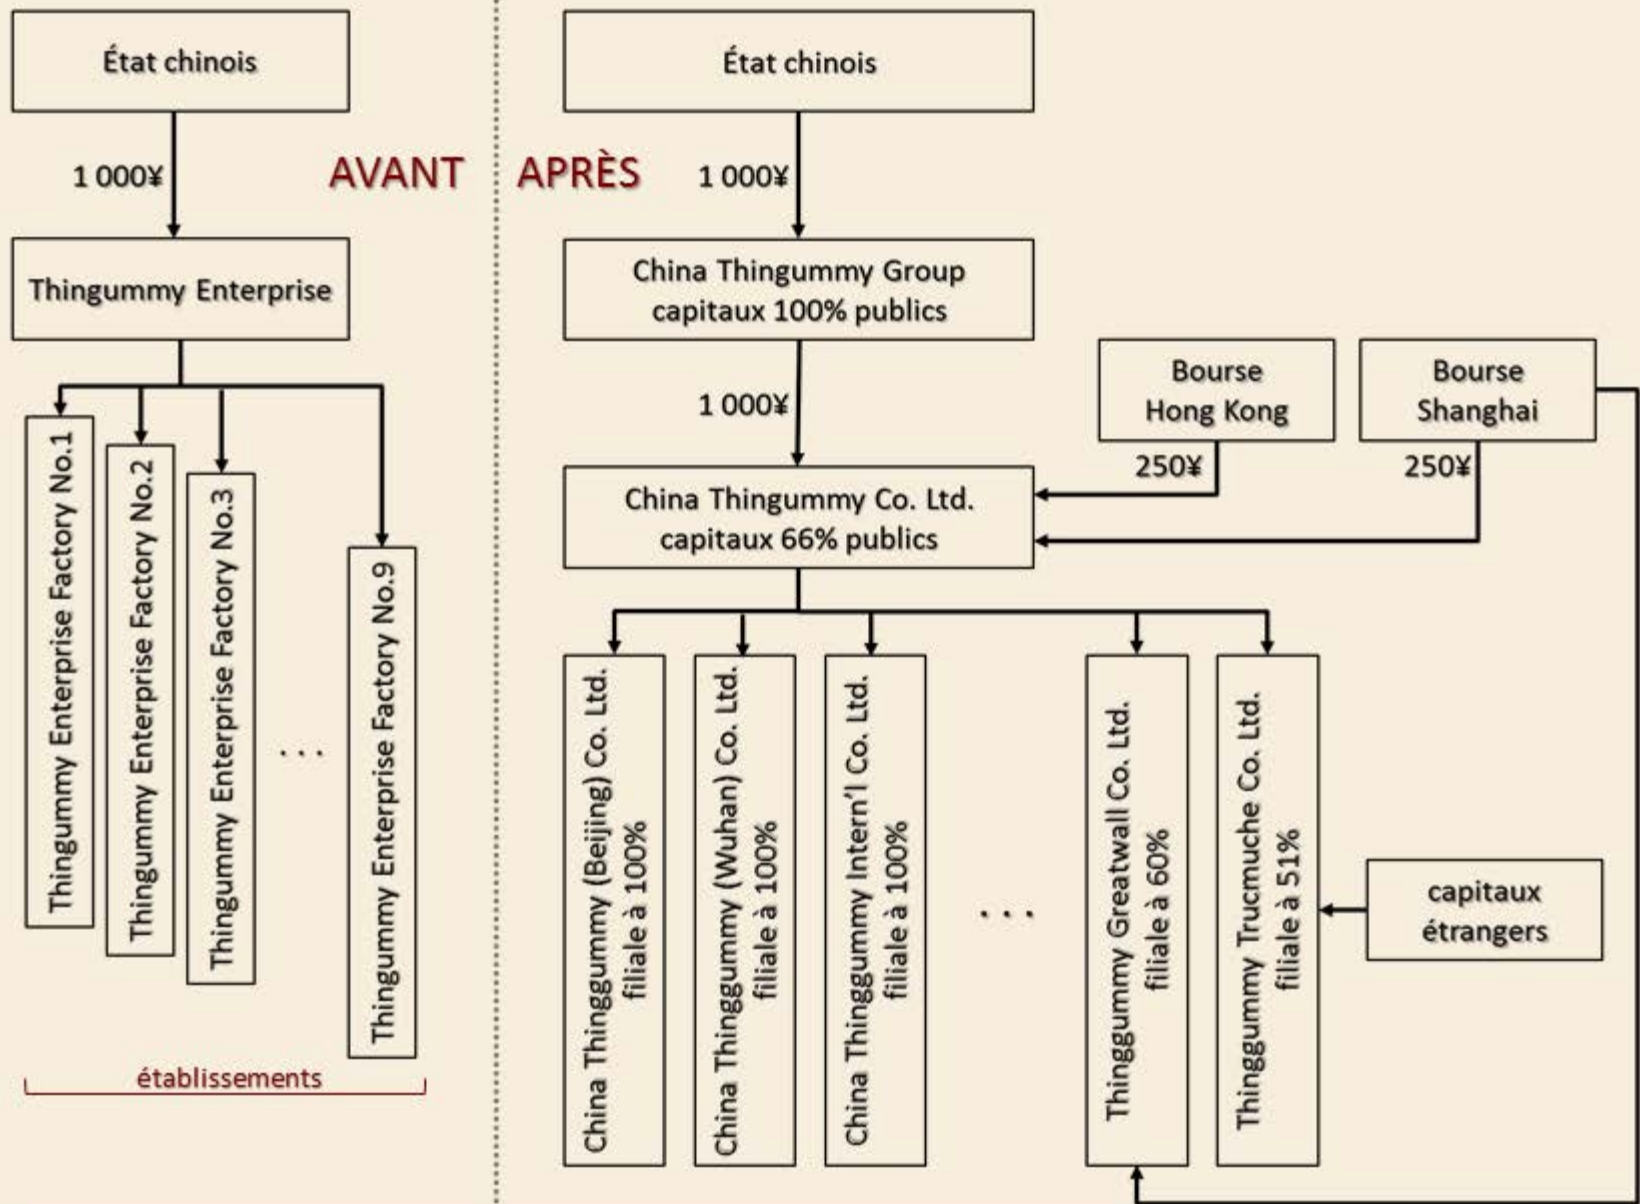 État chinois
1 000¥
AVANT
Thingummy Enterprise
Thingummy Enterprise Factory No.1
Thingummy Enterprise Factory No.2
Thingummy Enterprise Factory No.3
. . .
Thingummy Enterprise Factory No.9
établissements
État chinois
APRÈS
1 000¥
China Thingummy Group
capitaux 100% publics
1 000¥
Bourse
Hong Kong
Bourse
Shanghai
250¥
250¥
China Thingummy Co. Ltd.
capitaux 66% publics
China Thinggummy (Beijing) Co. Ltd.
filiale à 100%
China Thinggummy (Wuhan) Co. Ltd.
filiale à 100%
China Thinggummy Intern'l Co. Ltd.
filiale à 100%
. . .
Thinggummy Greatwall Co. Ltd.
filiale à 60%
Thinggummy Trucmuche Co. Ltd.
filiale à 51%
capitaux
étrangers